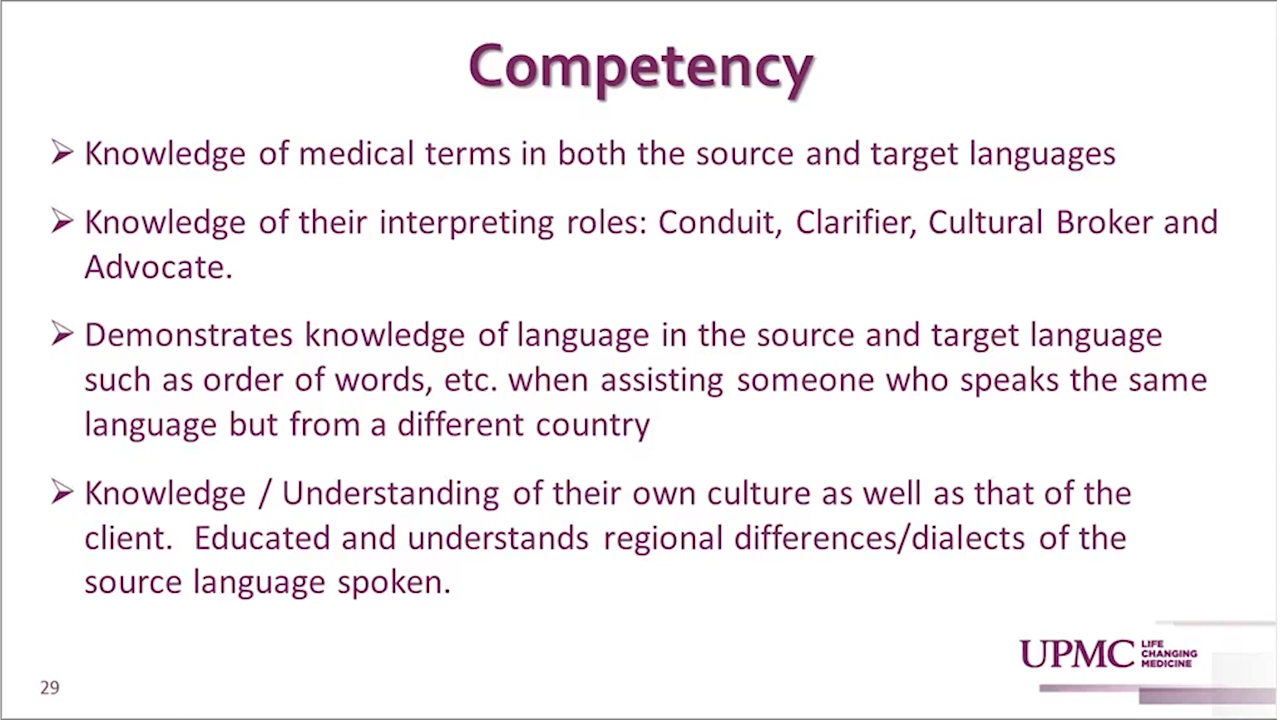 Competency
Knowledge of medical terms in both the source and target languages
Knowledge of their interpreting roles: Conduit, Clarifier, Cultural Broker and
Advocate.
Demonstrates knowledge of language in the source and target language
such as order of words, etc. when assisting someone who speaks the same
language but from a different country
Knowledge / Understanding of their own culture as well as that of the
client.  Educated and understands regional differences/dialects of the
source language spoken.
UPMC
LIFE
CHANGING
MEDICINE
29